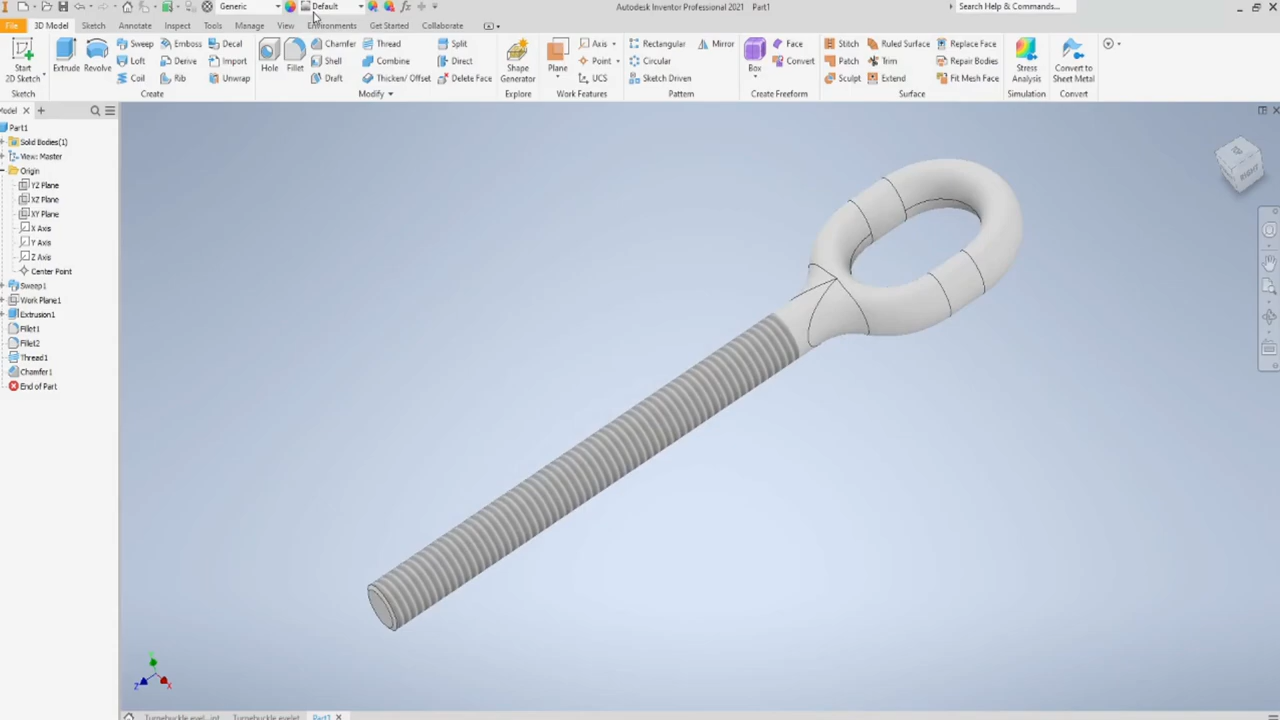 Generic Default Autodesk Inventor Professional 2021 Part1 Search Help & Commands...
File 3D Model Sketch Annotate Inspect Tools Manage View Environments Get Started Collaborate
Start 2D Sketch
Extrude
Revolve
Sweep Emboss Decal
Loft Derive Import
Coil Rib Unwrap
Hole
Fillet
Chamfer Thread Split
Shell Combine Direct
Draft Thicken/ Offset Delete Face
Shape Generator
Plane
Axis
Point
UCS
Rectangular Mirror
Circular
Sketch Driven
Box
Face
Convert
Stitch Ruled Surface Replace Face
Patch Trim Repair Bodies
Sculpt Extend Fit Mesh Face
Stress Analysis
Convert to Sheet Metal
Sketch Create Modify Explore Work Features Pattern Create Freeform Surface Simulation Convert
Model
Part1
Solid Bodies(1)
View: Master
Origin
YZ Plane
XZ Plane
XY Plane
X Axis
Y Axis
Z Axis
Center Point
Sweep1
Work Plane1
Extrusion1
Fillet1
Fillet2
Thread1
Chamfer1
End of Part
RIGHT
Z X
Part1